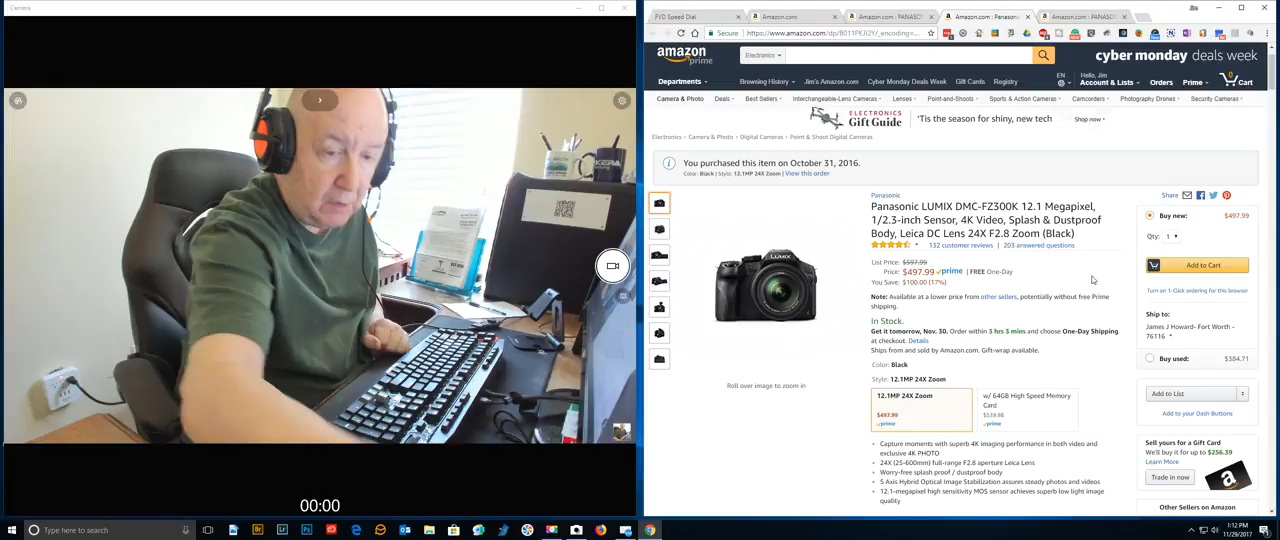 Camera
FVD Speed Dial
Amazon.com
Amazon.com : PANASO
Amazon.com : Panason
Amazon.com : PANASO
Jim
Secure
https://www.amazon.com/dp/B011PKJI2Y/_encoding=...
amazon
prime
Electronics
cyber monday deals week
Departments
Browning History
Jim's Amazon.com
Cyber Monday Deals Week
Gift Cards
Registry
EN
Hello, Jim
Account & Lists
Orders
Prime
0
Cart
Camera & Photo
Deals
Best Sellers
Interchangeable-Lens Cameras
Lenses
Point-and-Shoots
Sports & Action Cameras
Camcorders
Photography Drones
Security Cameras
ELECTRONICS
Gift Guide
'Tis the season for shiny, new tech
Shop now
Electronics › Camera & Photo › Digital Cameras › Point & Shoot Digital Cameras
You purchased this item on October 31, 2016.
Color: Black | Style: 12.1MP 24X Zoom | View this order
Panasonic
Panasonic LUMIX DMC-FZ300K 12.1 Megapixel,
1/2.3-inch Sensor, 4K Video, Splash & Dustproof
Body, Leica DC Lens 24X F2.8 Zoom (Black)
132 customer reviews | 203 answered questions
List Price: $597.99
Price: $497.99 prime | FREE One-Day
You Save: $100.00 (17%)
Note: Available at a lower price from other sellers, potentially without free Prime
shipping.
In Stock.
Get it tomorrow, Nov. 30. Order within 3 hrs 3 mins and choose One-Day Shipping
at checkout. Details
Ships from and sold by Amazon.com. Gift-wrap available.
Color: Black
Style: 12.1MP 24X Zoom
12.1MP 24X Zoom
$497.99
prime
w/ 64GB High Speed Memory
Card
$539.98
prime
Capture moments with superb 4K imaging performance in both video and
exclusive 4K PHOTO
24X (25-600mm) full-range F2.8 aperture Leica Lens
Worry-free splash proof / dustproof body
5 Axis Hybrid Optical Image Stabilization assures steady photos and videos
12.1-megapixel high sensitivity MOS sensor achieves superb low light image
quality
LUMIX
Roll over image to zoom in
Share
Buy new:
$497.99
Qty: 1
Add to Cart
Turn on 1-Click ordering for this browser
Ship to:
James J Howard- Fort Worth -
76116
Buy used:
$384.71
Add to List
Add to your Dash Buttons
Sell yours for a Gift Card
We'll buy it for up to $256.39
Learn More
Trade in now
Other Sellers on Amazon
00:00
Type here to search
Br
Lr
Ps
1:12 PM
11/29/2017